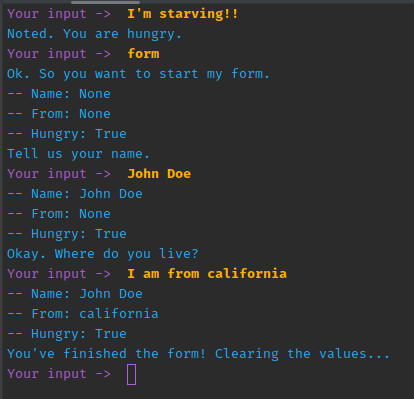 Your input ->  I'm starving!!
Noted. You are hungry.
Your input ->  form
Ok. So you want to start my form.
-- Name: None
-- From: None
-- Hungry: True
Tell us your name.
Your input ->  John Doe
-- Name: John Doe
-- From: None
-- Hungry: True
Okay. Where do you live?
Your input ->  I am from california
-- Name: John Doe
-- From: california
-- Hungry: True
You've finished the form! Clearing the values...
Your input ->